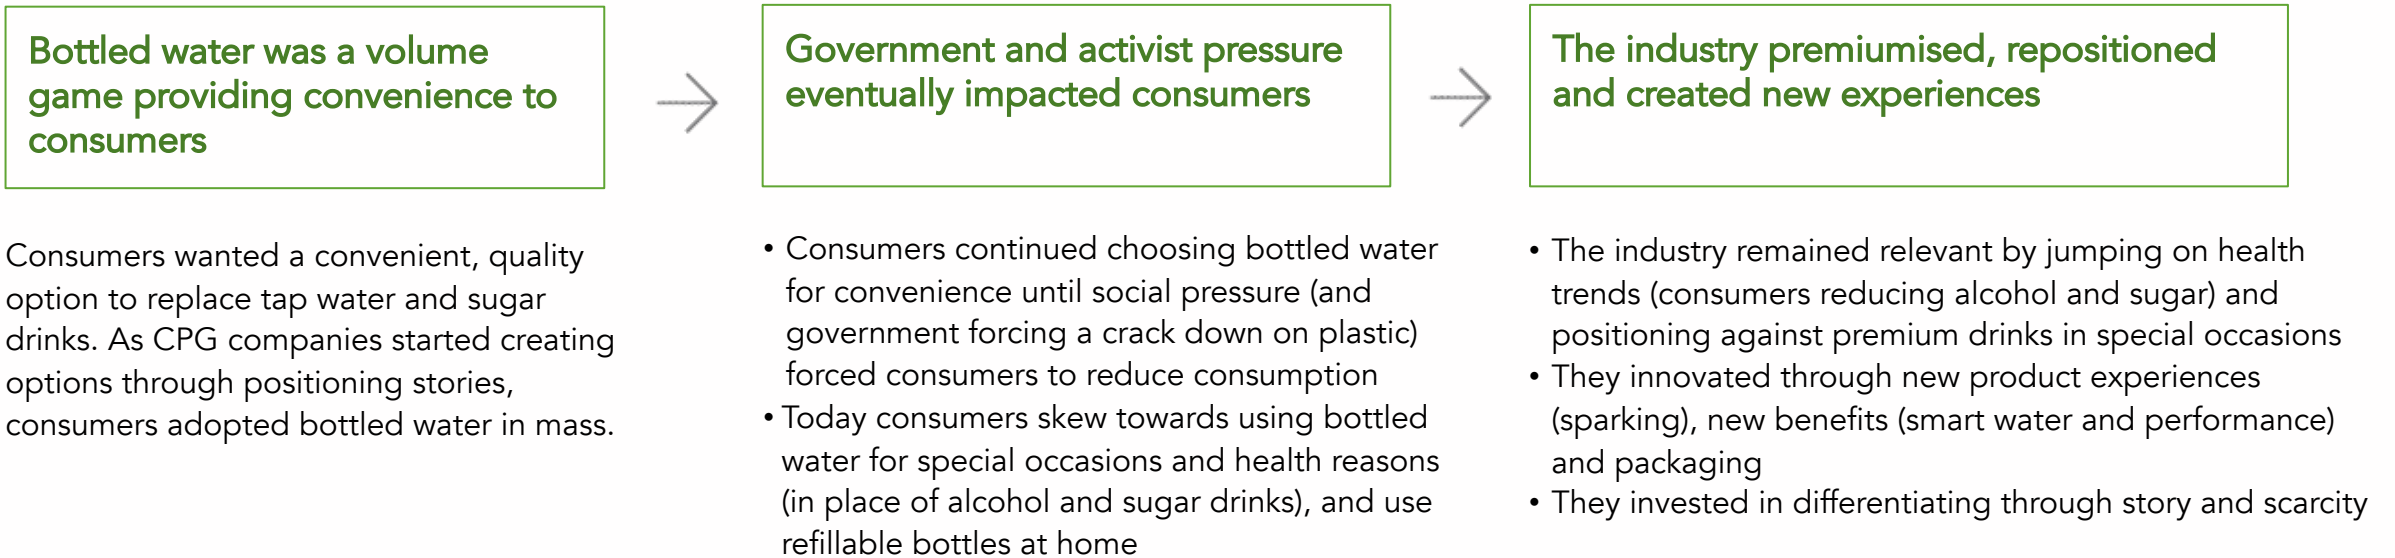 Bottled water was a volume
game providing convenience to
consumers
Consumers wanted a convenient, quality
option to replace tap water and sugar
drinks. As CPG companies started creating
options through positioning stories,
consumers adopted bottled water in mass.
Government and activist pressure
eventually impacted consumers
• Consumers continued choosing bottled water
for convenience until social pressure (and
government forcing a crack down on plastic)
forced consumers to reduce consumption
• Today consumers skew towards using bottled
water for special occasions and health reasons
(in place of alcohol and sugar drinks), and use
refillable bottles at home
The industry premiumised, repositioned
and created new experiences
• The industry remained relevant by jumping on health
trends (consumers reducing alcohol and sugar) and
positioning against premium drinks in special occasions
• They innovated through new product experiences
(sparking), new benefits (smart water and performance)
and packaging
• They invested in differentiating through story and scarcity